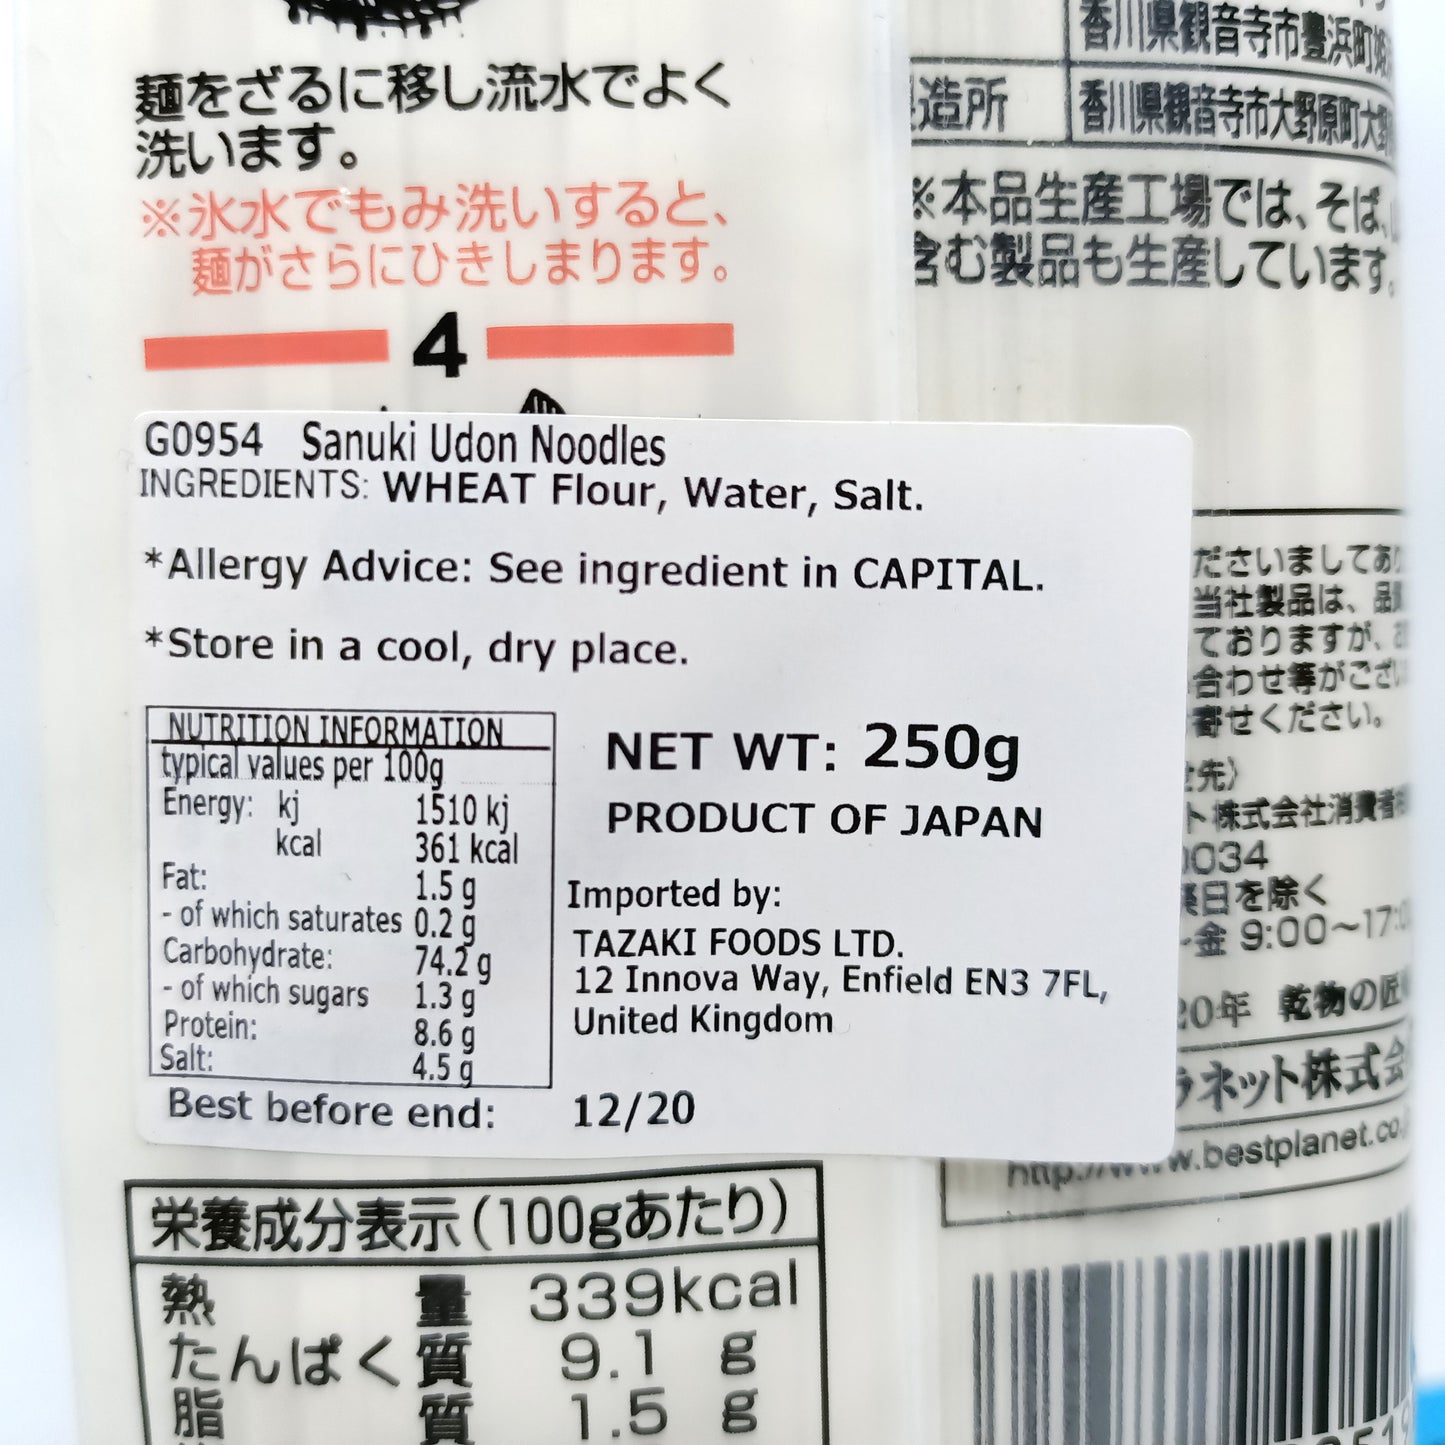 麺をざるに移し流水でよく
洗います。
※氷水でもみ洗いすると、
麺がさらにひきしまります。
4
香川県観音寺市豊浜町姫
造所
香川県観音寺市大野原町大野
※本品生産工場では、そば、
含む製品も生産しています。
G0954 Sanuki Udon Noodles
INGREDIENTS: WHEAT Flour, Water, Salt.
*Allergy Advice: See ingredient in CAPITAL.
*Store in a cool, dry place.
NUTRITION INFORMATION
typical values per 100g
Energy: kj 1510 kj
kcal 361 kcal
Fat: 1.5 g
- of which saturates 0.2 g
Carbohydrate: 74.2 g
- of which sugars 1.3 g
Protein: 8.6 g
Salt: 4.5 g
NET WT: 250g
PRODUCT OF JAPAN
Imported by:
TAZAKI FOODS LTD.
12 Innova Way, Enfield EN3 7FL,
United Kingdom
Best before end: 12/20
ださいましてあり
当社製品は、品質
ておりますが、お
合わせ等がござい
寄せください。
先〉
ト株式会社消費者
0034
業日を除く
金 9:00〜17:0
20年 乾物の匠
ラネット株式会
http://www.bestplanet.co.
栄養成分表示(100gあたり)
熱量 339kcal
たんぱく質 9.1 g
脂質 1.5 g